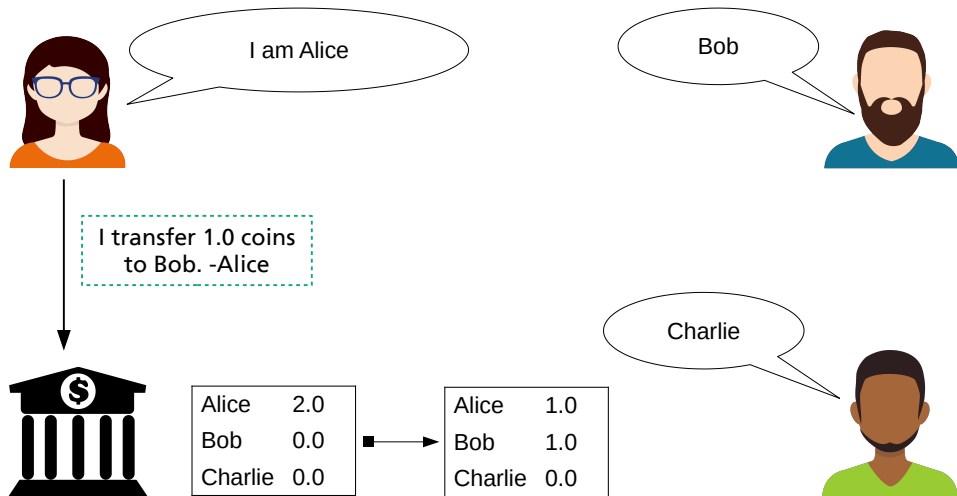 I am Alice
Bob
I transfer 1.0 coins
to Bob. -Alice
Charlie
$
Alice 2.0
Bob 0.0
Charlie 0.0
Alice 1.0
Bob 1.0
Charlie 0.0